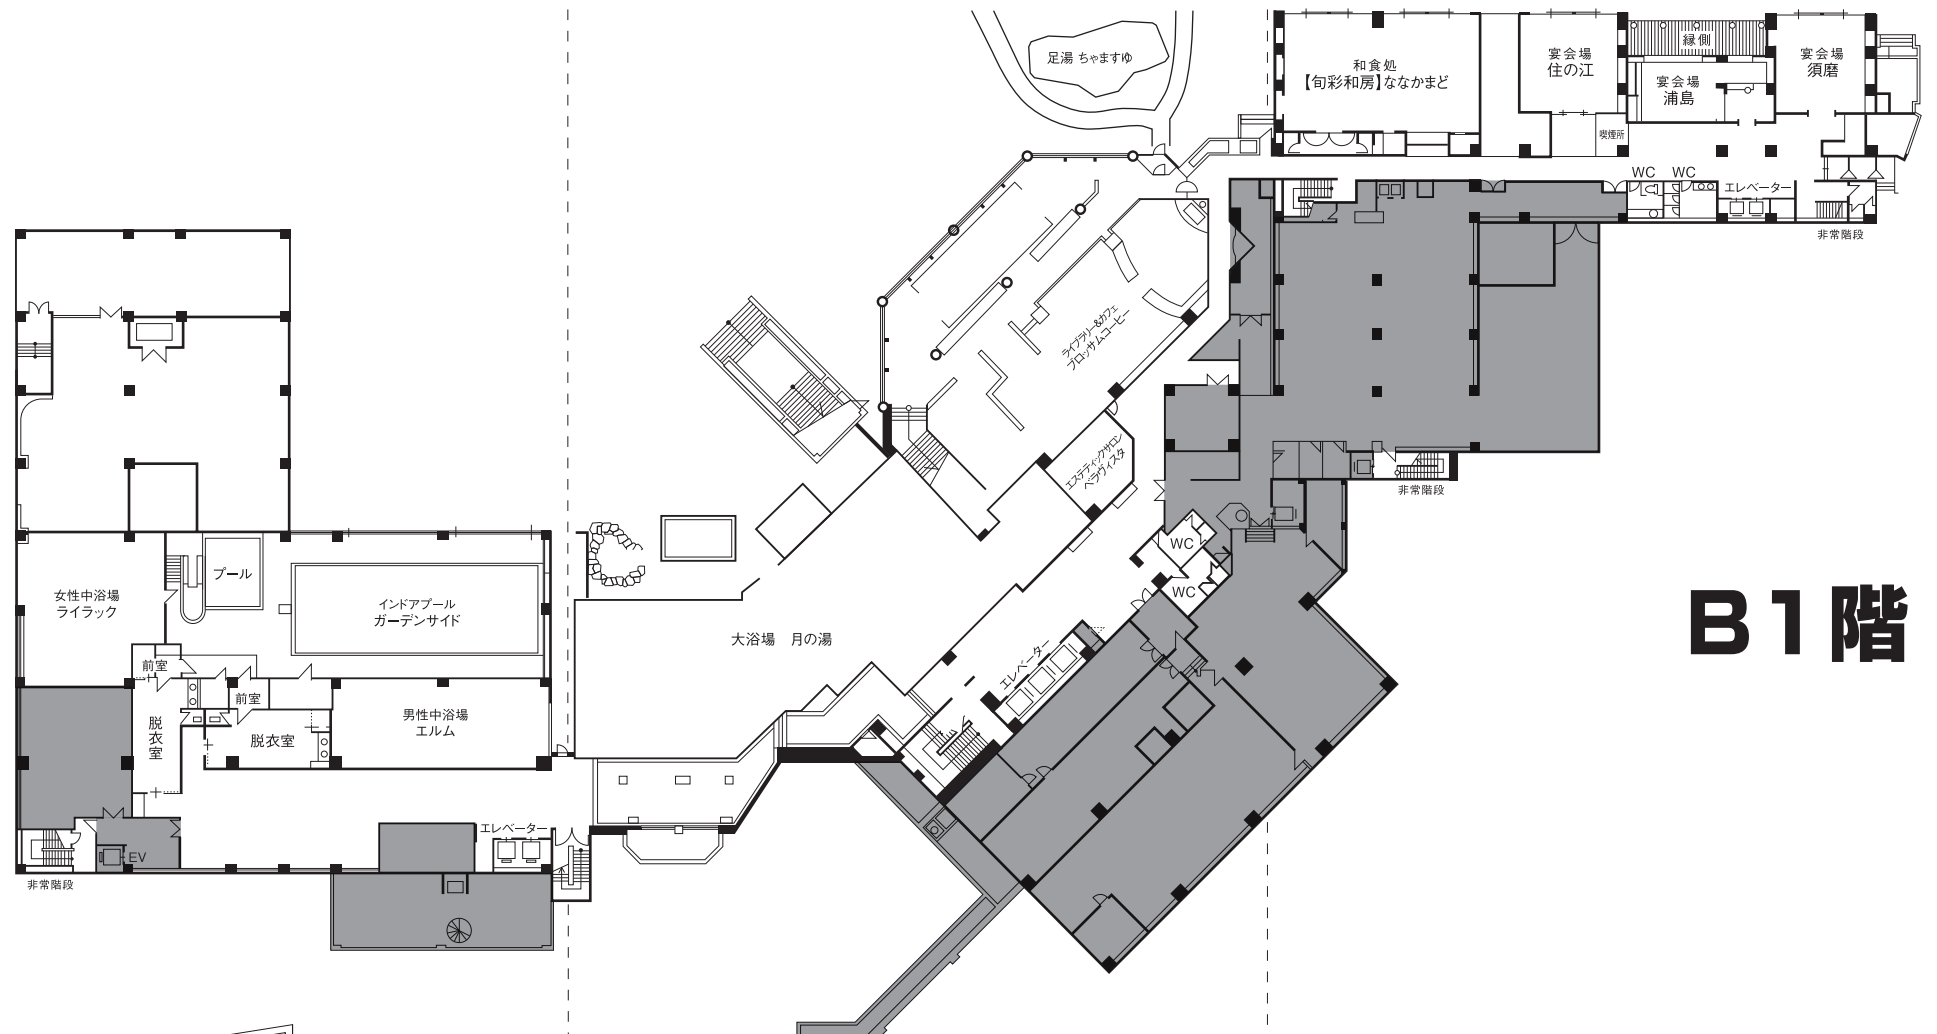 足湯 ちゃますゆ
和食処
【旬彩和房】ななかまど
宴会場
住の江
縁側
宴会場
浦島
宴会場
須磨
喫煙所
WC
WC
エレベーター
非常階段
ライブラリー&カフェ
ブロッサムコーヒー
エステティックサロン
ベラヴィスタ
非常階段
WC
WC
B1階
プール
女性中浴場
ライラック
インドアプール
ガーデンサイド
大浴場 月の湯
エレベーター
前室
前室
脱衣室
脱衣室
男性中浴場
エルム
エレベーター
EV
非常階段